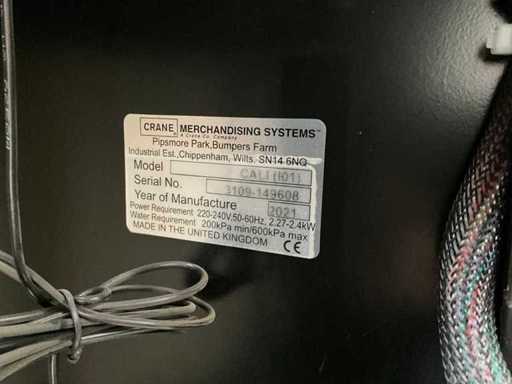 CRANE MERCHANDISING SYSTEMS™
A Crane Co. Company
Pipsmore Park,Bumpers Farm
Industrial Est.,Chippenham, Wilts, SN14 6NQ
Model CALI (I01)
Serial No. 3109-149608
Year of Manufacture 2021
Power Requirement 220-240V,50-60Hz, 2.27-2.4kW
Water Requirement 200kPa min/600kPa max
MADE IN THE UNITED KINGDOM CE